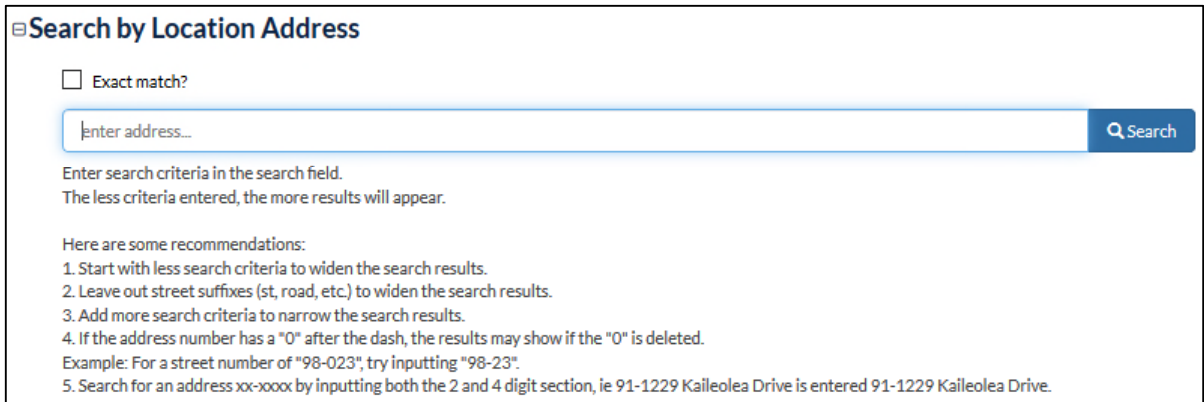 Search by Location Address
Exact match?
enter address...
Search
Enter search criteria in the search field.
The less criteria entered, the more results will appear.
Here are some recommendations:
1. Start with less search criteria to widen the search results.
2. Leave out street suffixes (st, road, etc.) to widen the search results.
3. Add more search criteria to narrow the search results.
4. If the address number has a "0" after the dash, the results may show if the "0" is deleted.
Example: For a street number of "98-023", try inputting "98-23".
5. Search for an address xx-xxxx by inputting both the 2 and 4 digit section, ie 91-1229 Kaileolea Drive is entered 91-1229 Kaileolea Drive.